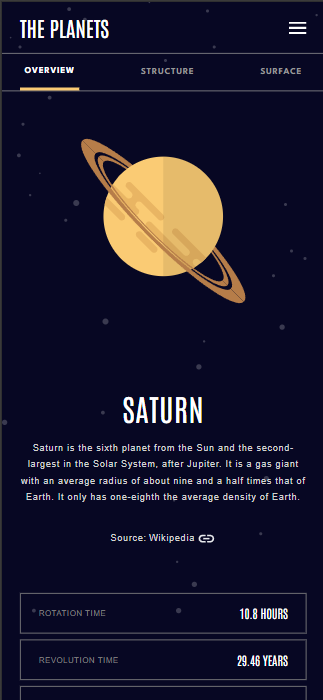 THE PLANETS
OVERVIEW STRUCTURE SURFACE
SATURN
Saturn is the sixth planet from the Sun and the second-
largest in the Solar System, after Jupiter. It is a gas giant
with an average radius of about nine and a half times that of
Earth. It only has one-eighth the average density of Earth.
Source: Wikipedia
ROTATION TIME 10.8 HOURS
REVOLUTION TIME 29.46 YEARS